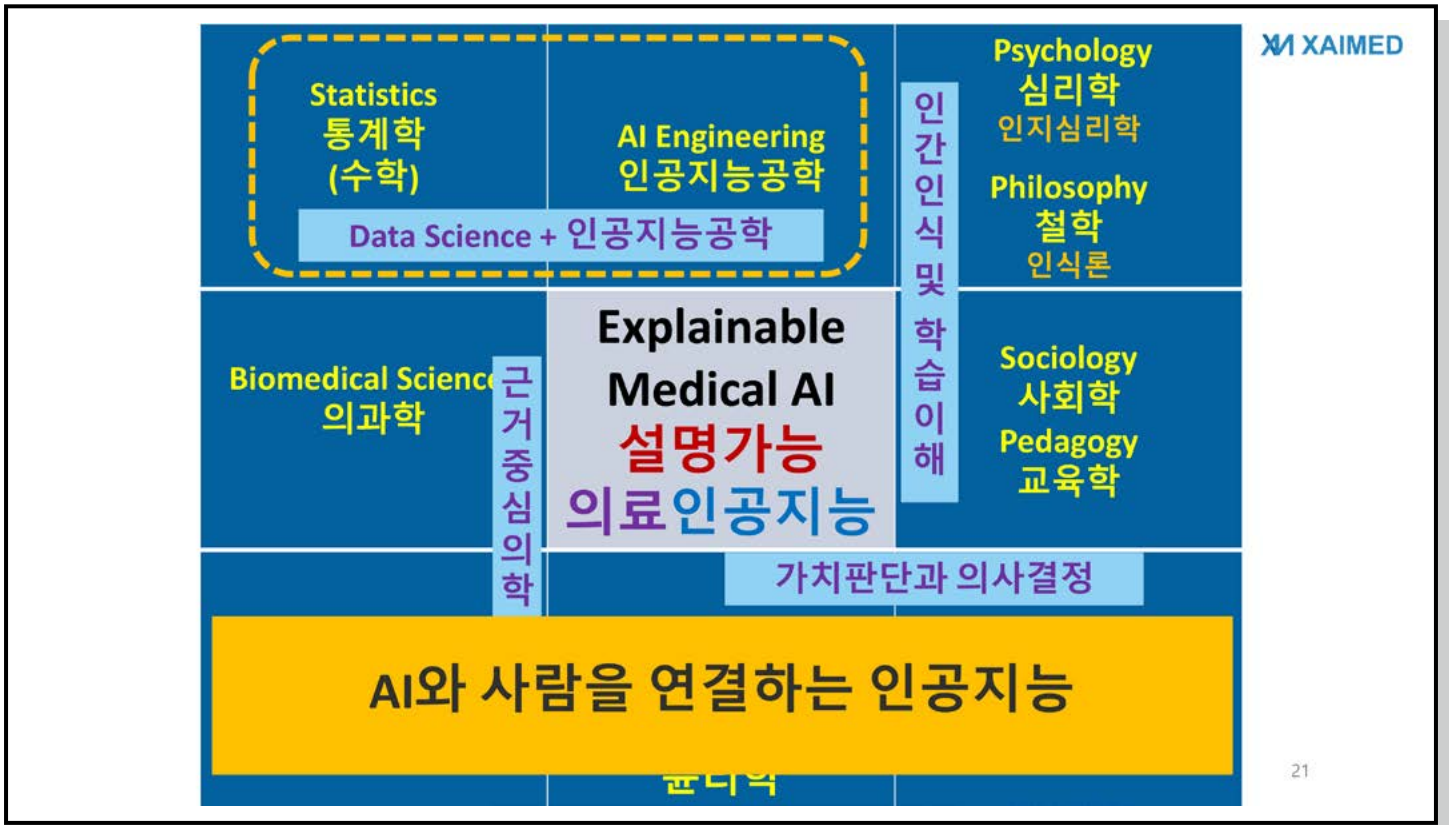 XAIMED
Statistics
통계학
(수학)
AI Engineering
인공지능공학
Data Science + 인공지능공학
인간인식 및 학습이해
Psychology
심리학
인지심리학
Philosophy
철학
인식론
Biomedical Science
의과학
근거중심의학
Explainable
Medical AI
설명가능
의료인공지능
Sociology
사회학
Pedagogy
교육학
가치판단과 의사결정
AI와 사람을 연결하는 인공지능
윤리학
21